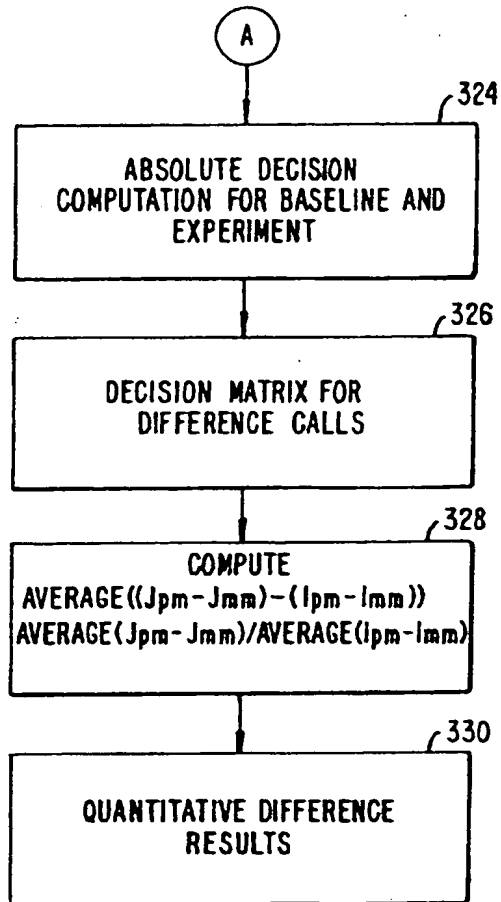 A
324
ABSOLUTE DECISION
COMPUTATION FOR BASELINE AND
EXPERIMENT
326
DECISION MATRIX FOR
DIFFERENCE CALLS
328
COMPUTE
AVERAGE((Jpm-Jmm)-(Ipm-Imm))
AVERAGE(Jpm-Jmm)/AVERAGE(Ipm-Imm)
330
QUANTITATIVE DIFFERENCE
RESULTS